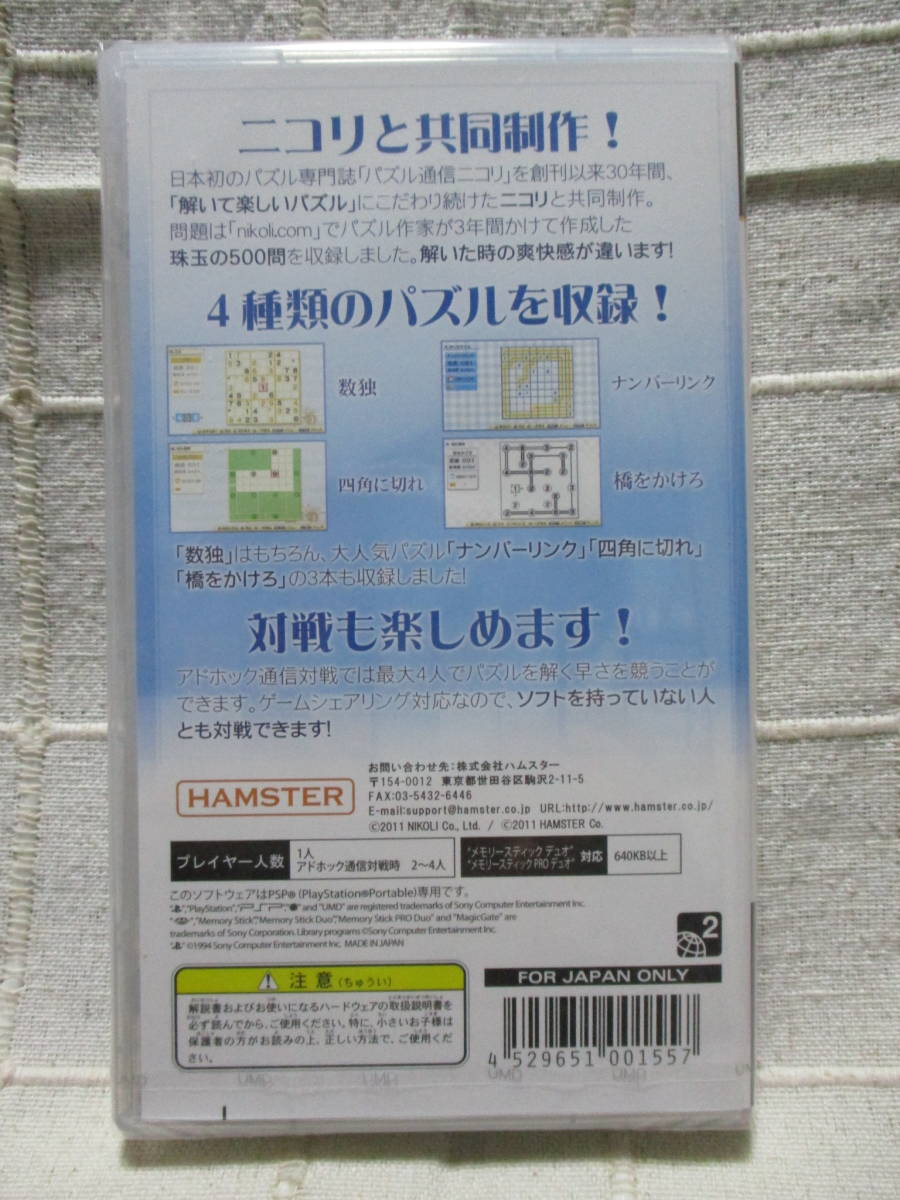 ニコリと共同制作！
日本初のパズル専門誌「パズル通信ニコリ」を創刊以来30年間、
「解いて楽しいパズル」にこだわり続けたニコリと共同制作。
問題は「nikoli.com」でパズル作家が3年間かけて作成した
珠玉の500問を収録しました。解いた時の爽快感が違います!
4種類のパズルを収録！
数独
ナンバーリンク
四角に切れ
橋をかけろ
「数独」はもちろん、大人気パズル「ナンバーリンク」「四角に切れ」
「橋をかけろ」の3本も収録しました!
対戦も楽しめます！
アドホック通信対戦では最大4人でパズルを解く早さを競うことが
できます。ゲームシェアリング対応なので、ソフトを持っていない人
とも対戦できます!
HAMSTER
お問い合わせ先：株式会社ハムスター
〒154-0012 東京都世田谷区駒沢2-11-5
FAX:03-5432-6446
E-mail:support@hamster.co.jp URL:http://www.hamster.co.jp/
©2011 NIKOLI Co., Ltd. / ©2011 HAMSTER Co.
プレイヤー人数
1人
アドホック通信対戦時 2〜4人
"メモリースティック デュオ"
"メモリースティック PRO デュオ"
対応
640KB以上
このソフトウェアはPSP® (PlayStation®Portable)専用です。
"", "PlayStation", "PSP" and "UMD" are registered trademarks of Sony Computer Entertainment Inc.
"", "Memory Stick", "Memory Stick Duo", "Memory Stick PRO Duo" and "MagicGate" are
trademarks of Sony Corporation. Library programs ©Sony Computer Entertainment Inc.
©1994 Sony Computer Entertainment Inc. MADE IN JAPAN
2
FOR JAPAN ONLY
注意(ちゅうい)
解説書およびお使いになるハードウェアの取扱説明書を
必ず読んでから、ご使用ください。特に、小さいお子様は
保護者の方がお読みの上、正しい方法で、ご使用くだ
さい。
4 529651 001557
UMD UMD UMD UMD